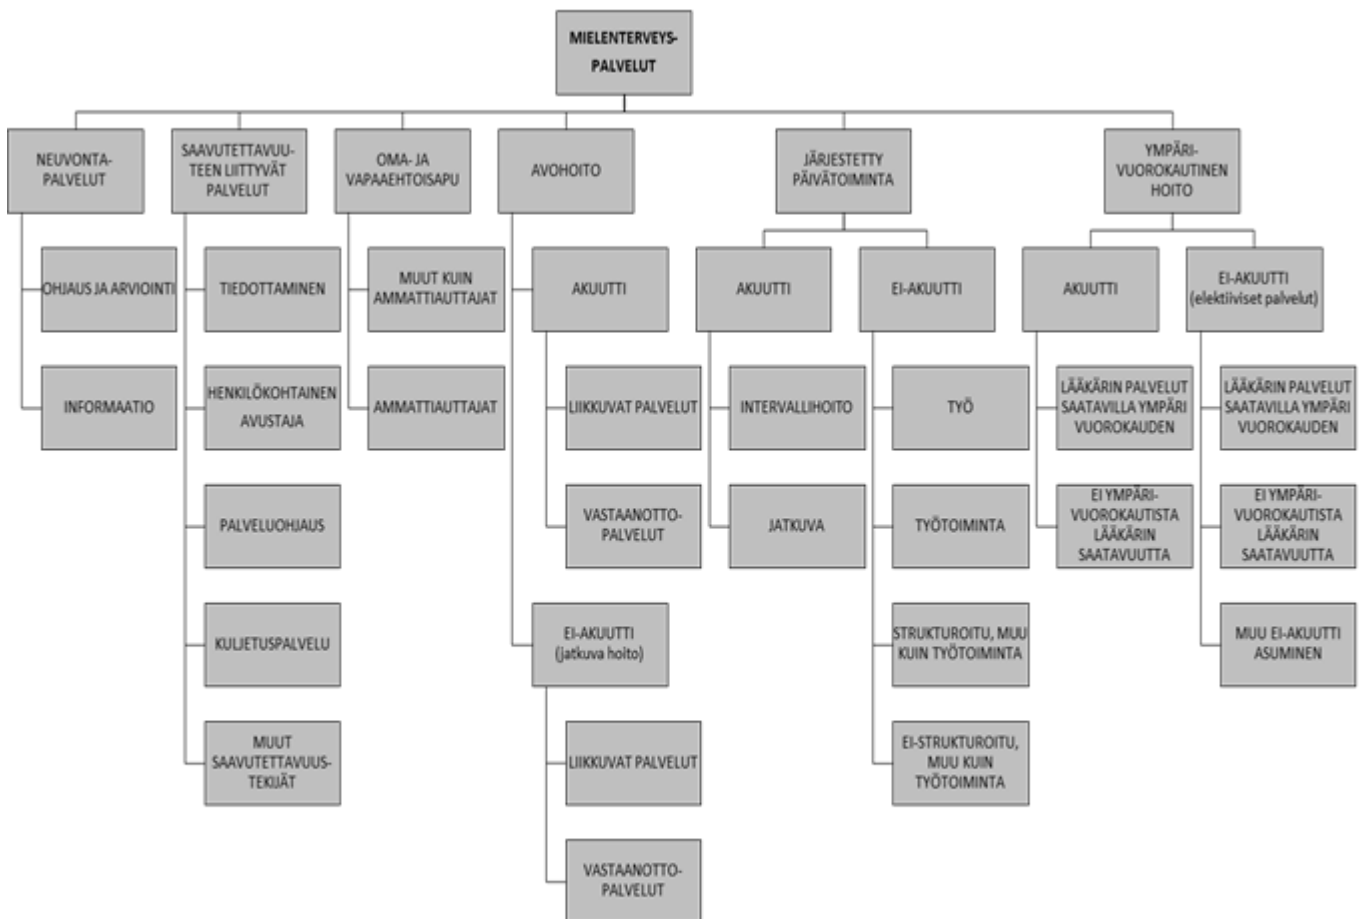 MIELENTERVEYS-
PALVELUT
NEUVONTA-
PALVELUT
SAAVUTETTAVUU-
TEEN LIITTYVÄT
PALVELUT
OMA- JA
VAPAAEHTOISAPU
AVOHOITO
JÄRJESTETTY
PÄIVÄTOIMINTA
YMPÄRI-
VUOROKAUTINEN
HOITO
OHJAUS JA ARVIOINTI
TIEDOTTAMINEN
MUUT KUIN
AMMATTIAUTTAJAT
AKUUTTI
AKUUTTI
EI-AKUUTTI
AKUUTTI
EI-AKUUTTI
(elektiiviset palvelut)
INFORMAATIO
HENKILÖKOHTAINEN
AVUSTAJA
AMMATTIAUTTAJAT
LIIKKUVAT PALVELUT
INTERVALLIHOITO
TYÖ
LÄÄKÄRIN PALVELUT
SAATAVILLA YMPÄRI
VUOROKAUDEN
LÄÄKÄRIN PALVELUT
SAATAVILLA YMPÄRI
VUOROKAUDEN
PALVELUOHJAUS
VASTAANOTTO-
PALVELUT
JATKUVA
TYÖTOIMINTA
EI YMPÄRI-
VUOROKAUTISTA
LÄÄKÄRIN
SAATAVUUTTA
EI YMPÄRI-
VUOROKAUTISTA
LÄÄKÄRIN
SAATAVUUTTA
KULJETUSPALVELU
EI-AKUUTTI
(jatkuva hoito)
STRUKTUROITU, MUU
KUIN TYÖTOIMINTA
MUU EI-AKUUTTI
ASUMINEN
MUUT
SAAVUTETTAVUUS-
TEKIJÄT
LIIKKUVAT PALVELUT
EI-STRUKTUROITU,
MUU KUIN
TYÖTOIMINTA
VASTAANOTTO-
PALVELUT